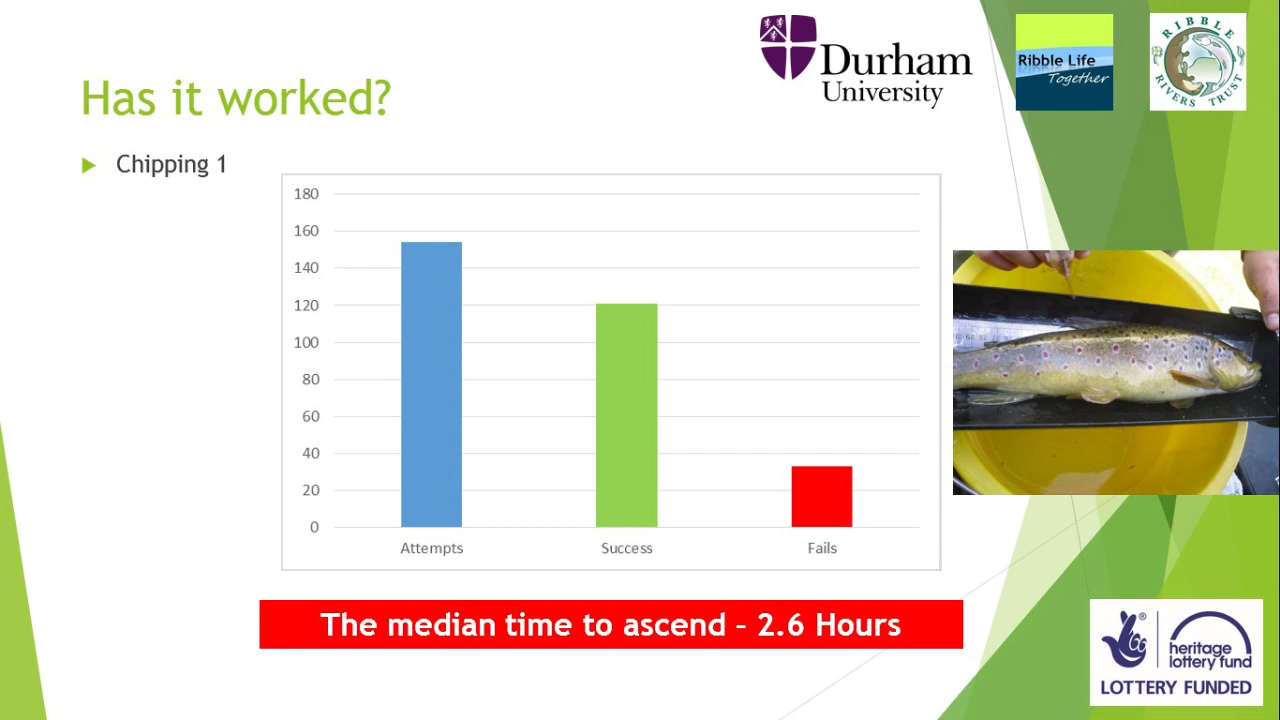 Has it worked?
Chipping 1
Durham
University
Ribble Life
Together
RIBBLE
RIVERS TRUST
180
160
140
120
100
80
60
40
20
0
Attempts
Success
Fails
The median time to ascend – 2.6 Hours
®
heritage
lottery fund
LOTTERY FUNDED